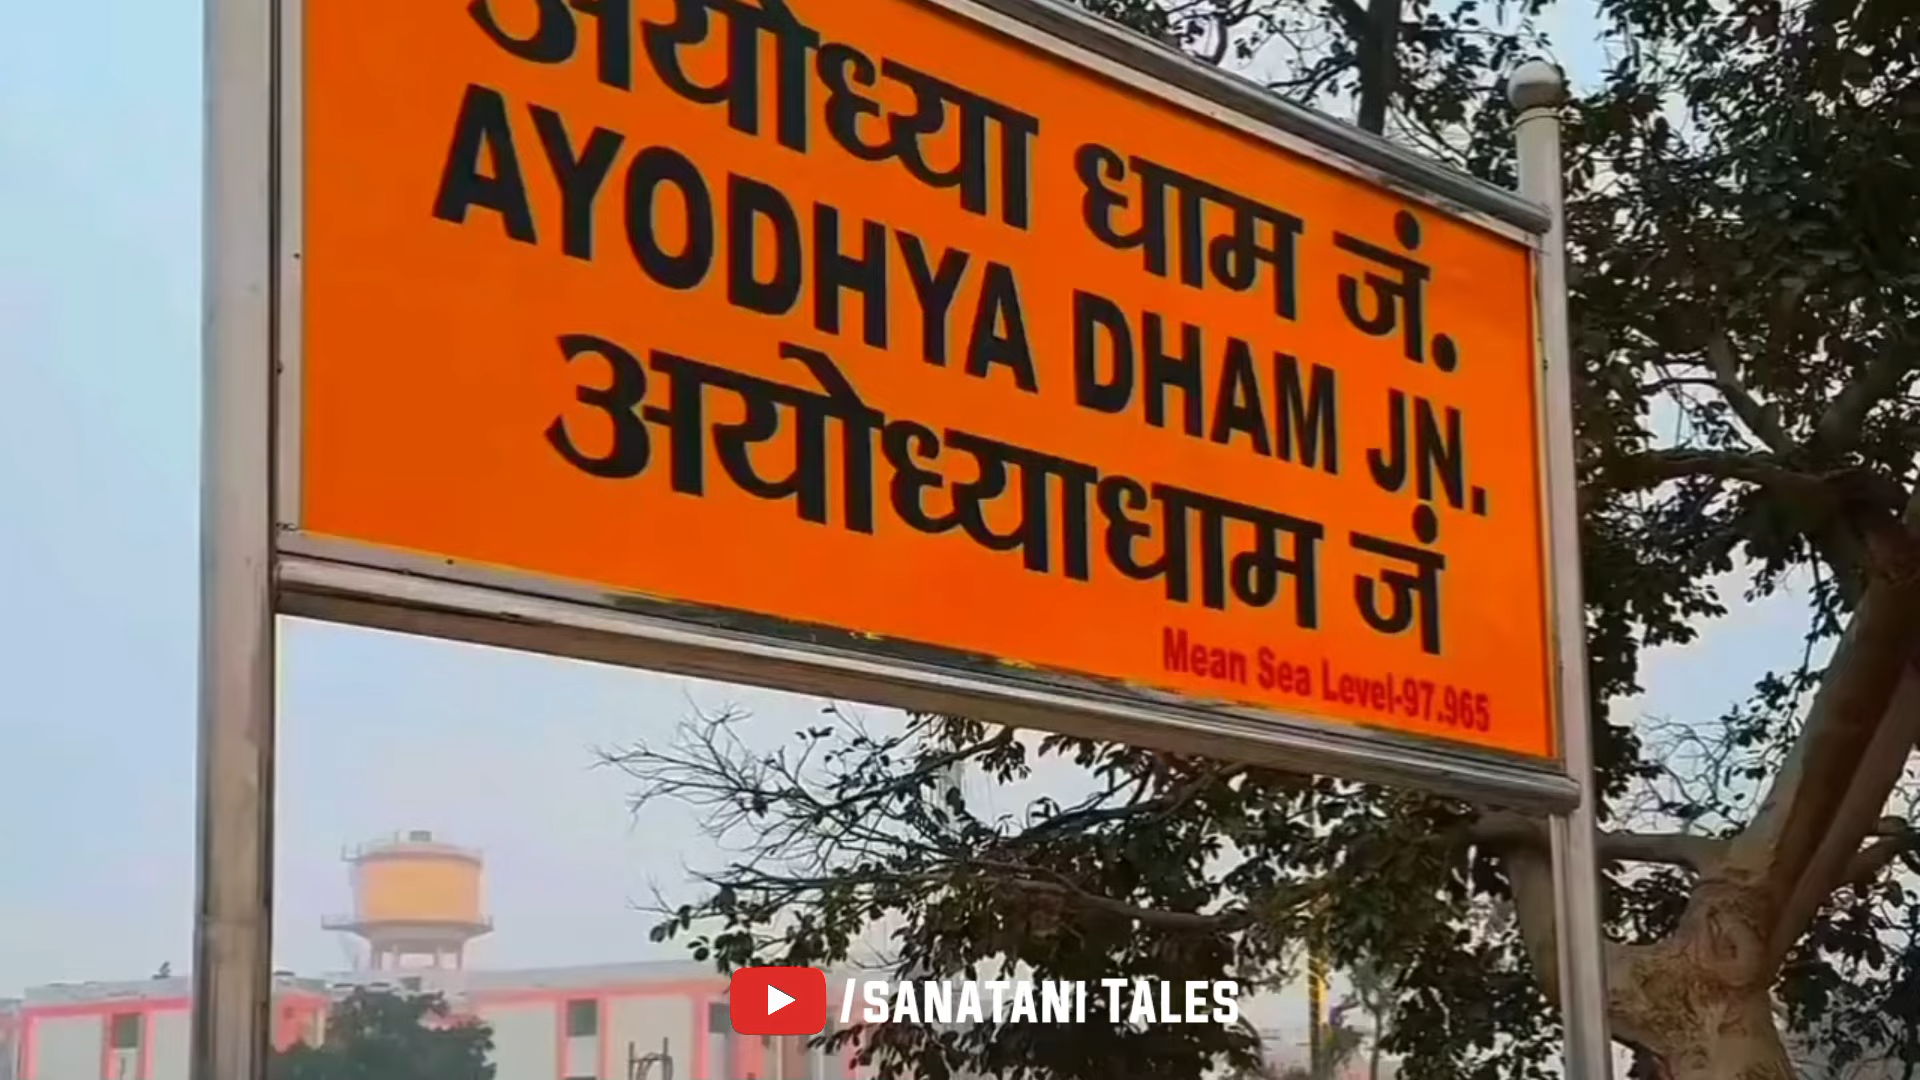 अयोध्या धाम जं.
AYODHYA DHAM JN.
अयोध्याधाम जं
Mean Sea Level-97.965
/SANATANI TALES